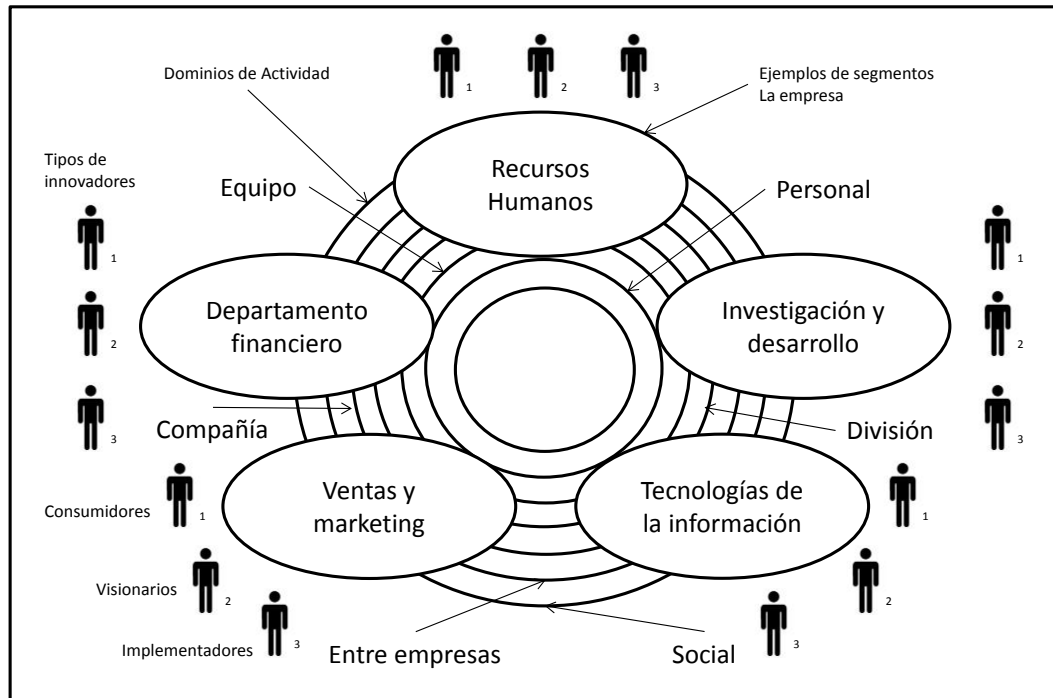 1
2
3
Dominios de Actividad
Ejemplos de segmentos
La empresa
Tipos de
innovadores
Equipo
Recursos
Humanos
Personal
1
2
3
Departamento
financiero
Investigación y
desarrollo
1
2
3
Compañía
División
Consumidores
1
Visionarios
2
Implementadores
3
Ventas y
marketing
Tecnologías de
la información
1
2
3
Entre empresas
Social